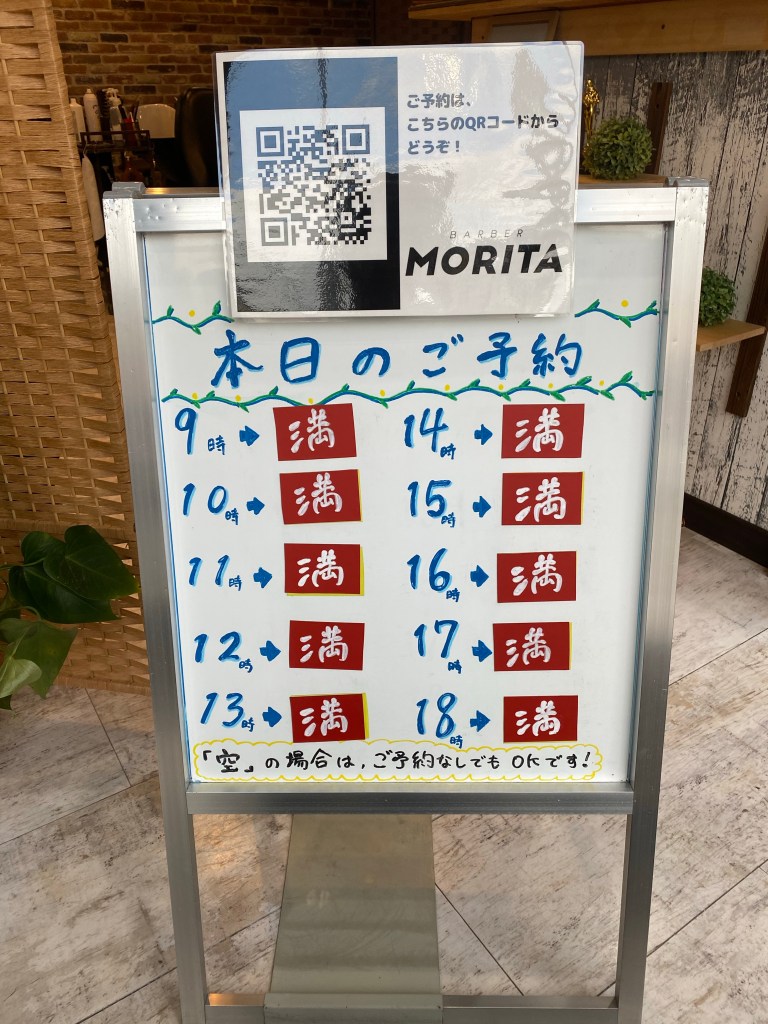 ご予約は、
こちらのQRコードから
どうぞ！
BARBER
MORITA
本日のご予約
9時➡満
10時➡満
11時➡満
12時➡満
13時➡満
14時➡満
15時➡満
16時➡満
17時➡満
18時➡満
「空」の場合は,ご予約なしでもOKです!